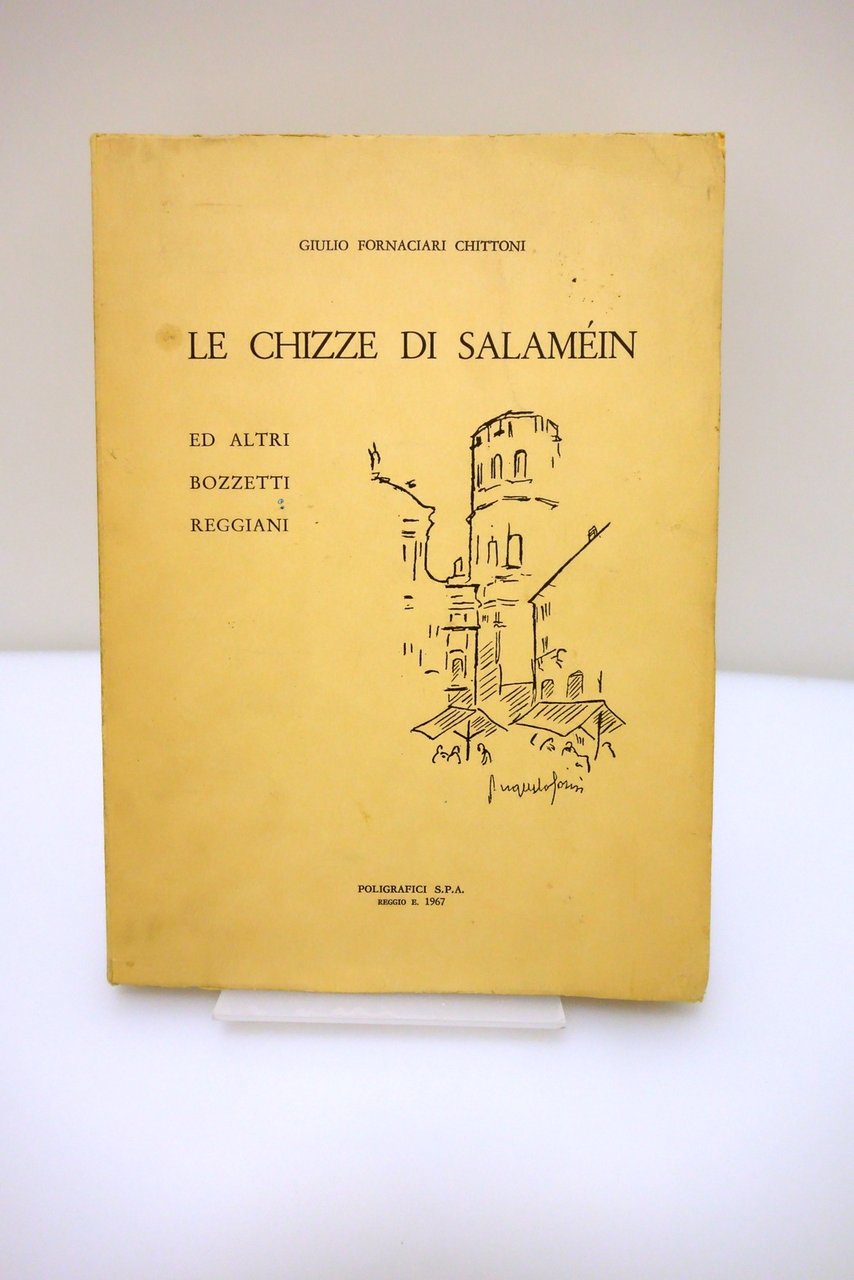 GIULIO FORNACIARI CHITTONI
LE CHIZZE DI SALAMÉIN
ED ALTRI
BOZZETTI
REGGIANI
POLIGRAFICI S.P.A.
REGGIO E. 1967